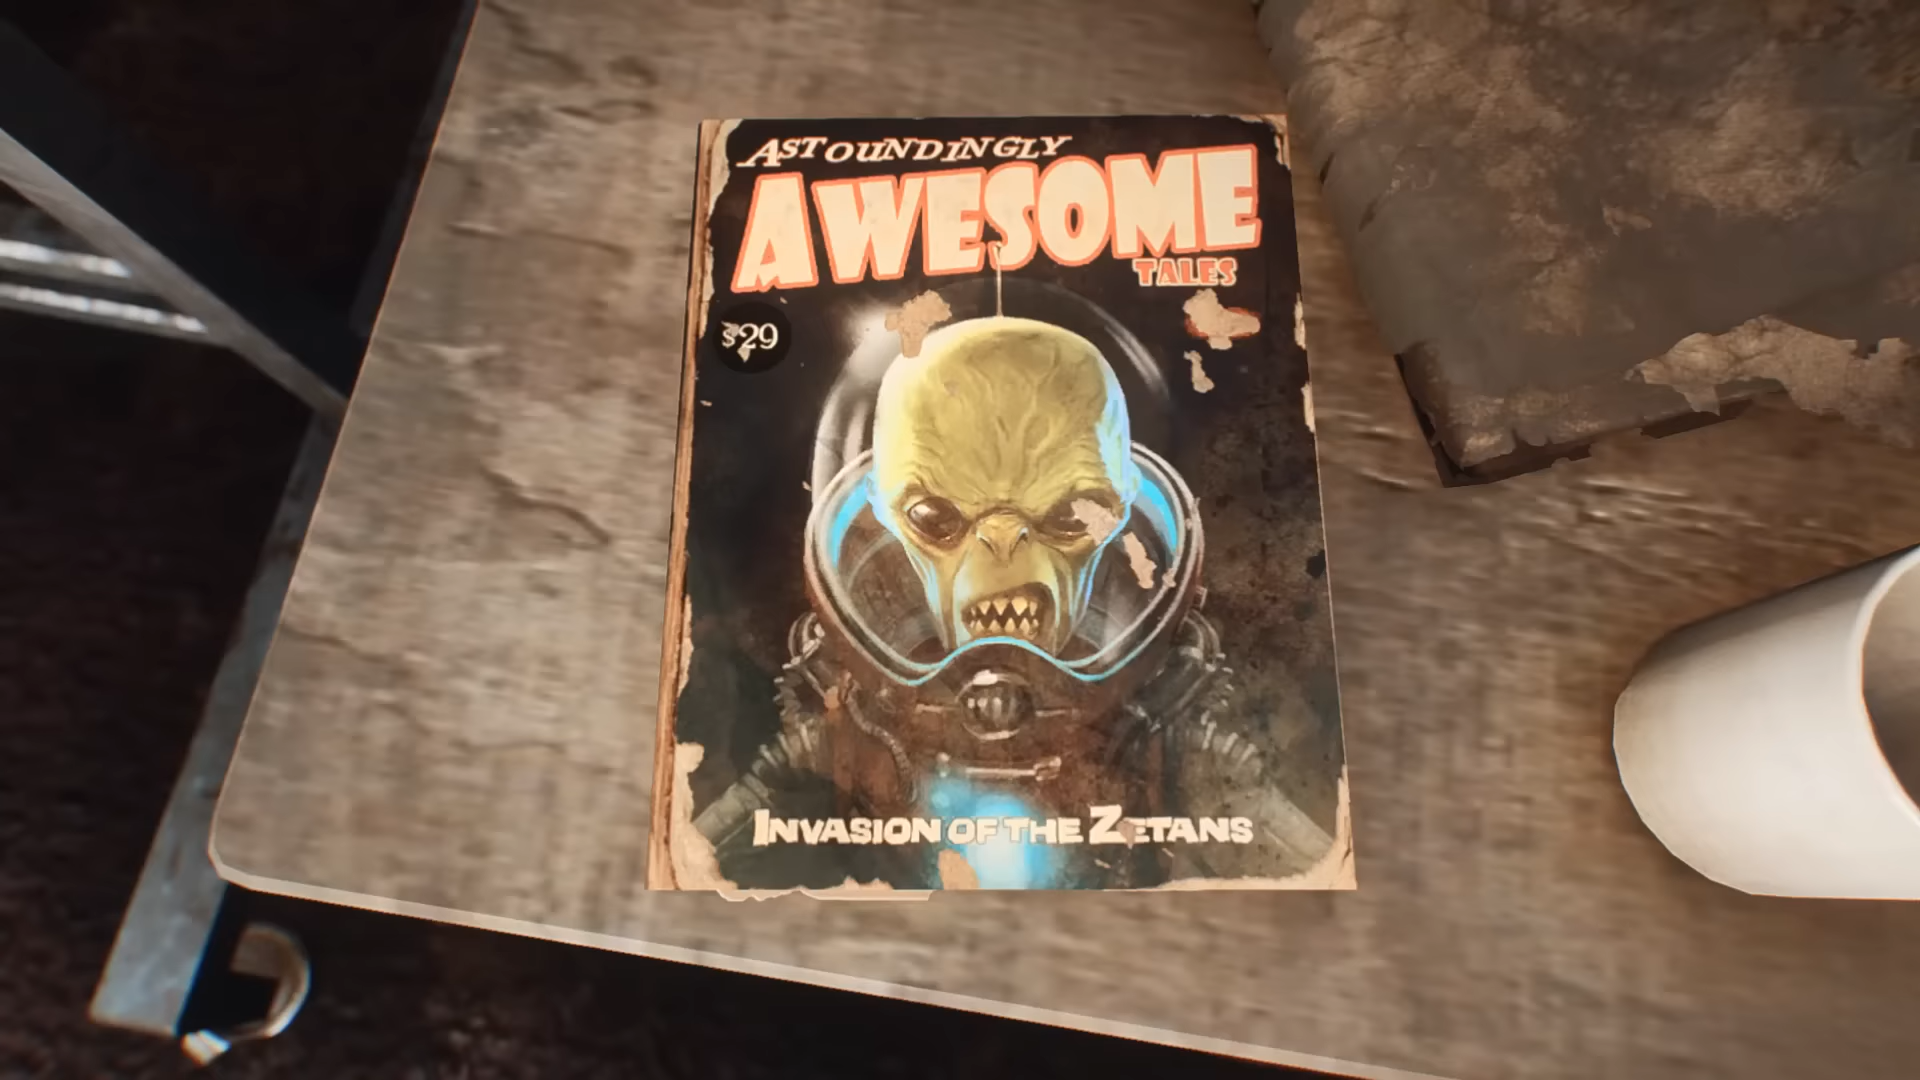 ASTOUNDINGLY
AWESOME
TALES
$29
INVASION OF THE ZETANS